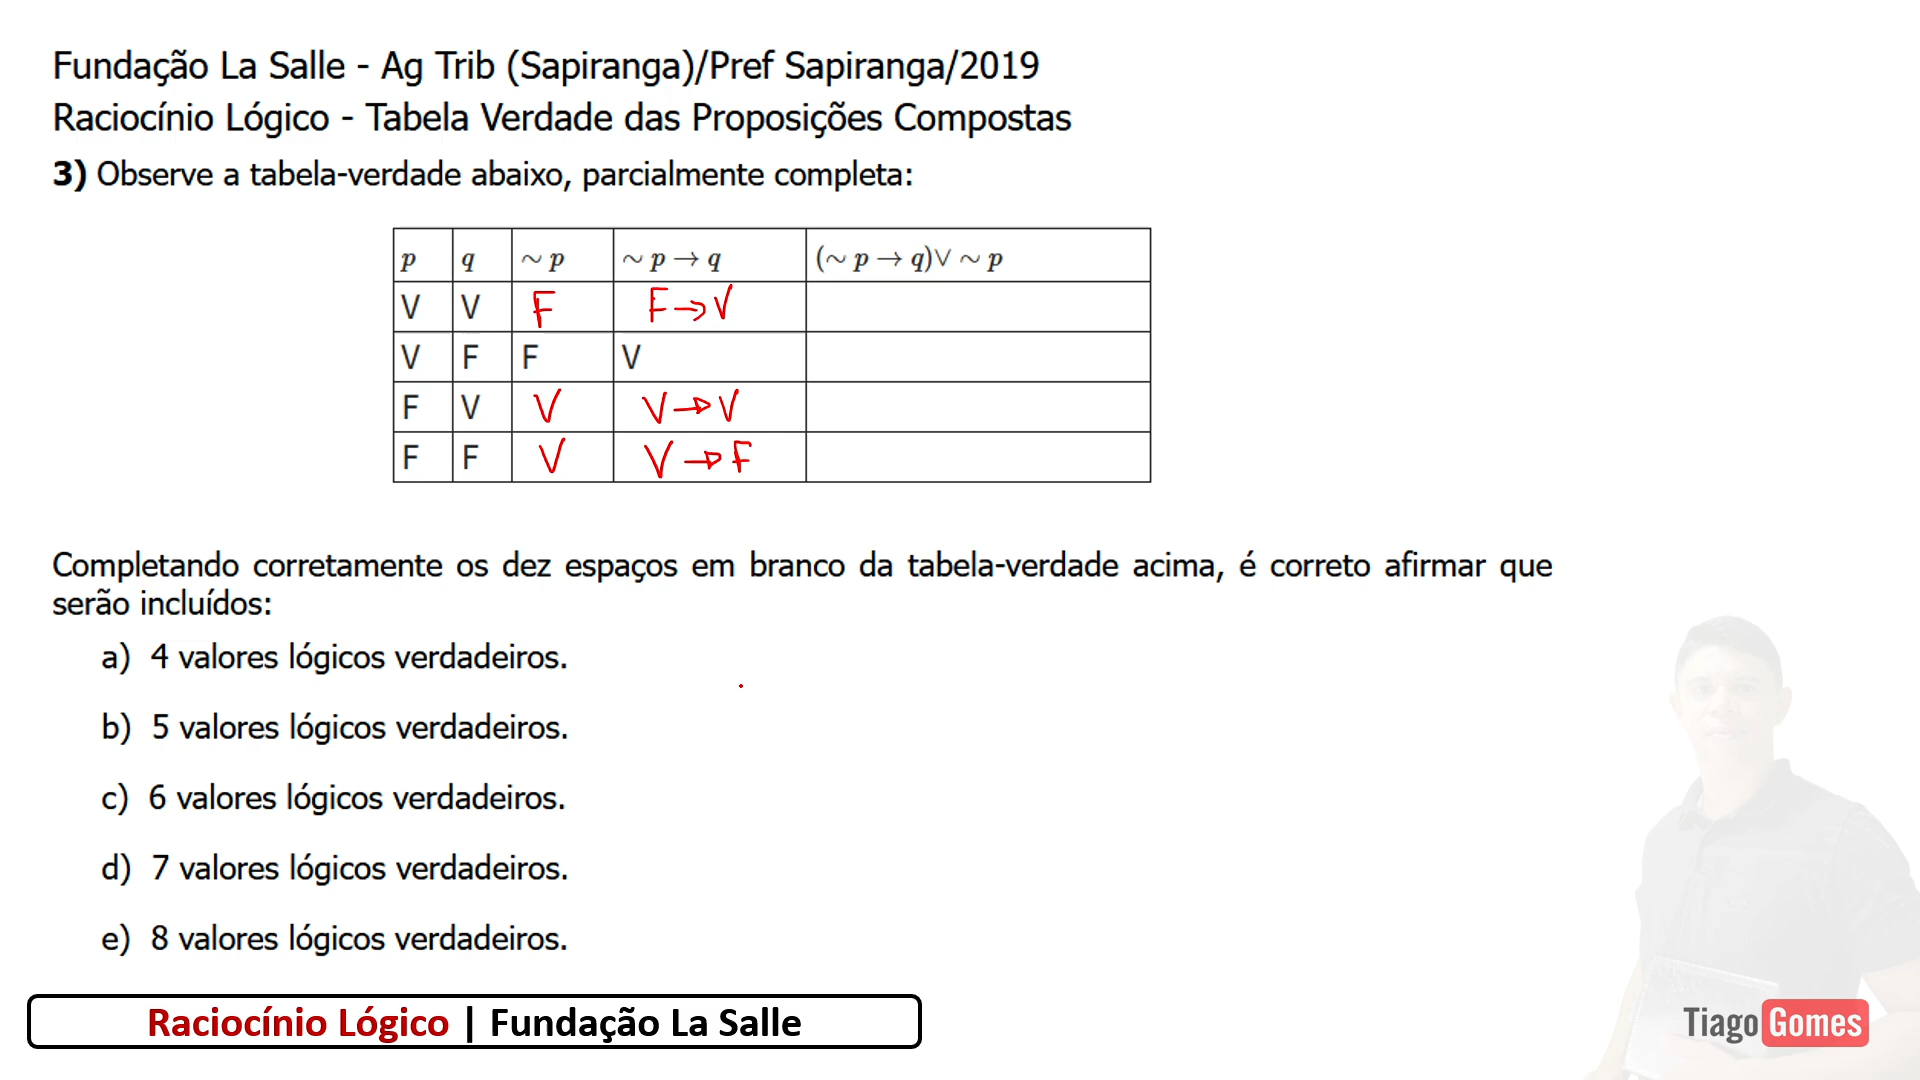 Fundação La Salle - Ag Trib (Sapiranga)/Pref Sapiranga/2019
Raciocínio Lógico - Tabela Verdade das Proposições Compostas
3) Observe a tabela-verdade abaixo, parcialmente completa:
p q ~ p ~ p → q (~ p → q)∨ ~ p
V V F F → V
V F F V
F V V V → V
F F V V → F
Completando corretamente os dez espaços em branco da tabela-verdade acima, é correto afirmar que
serão incluídos:
a) 4 valores lógicos verdadeiros.
b) 5 valores lógicos verdadeiros.
c) 6 valores lógicos verdadeiros.
d) 7 valores lógicos verdadeiros.
e) 8 valores lógicos verdadeiros.
Raciocínio Lógico | Fundação La Salle
Tiago Gomes